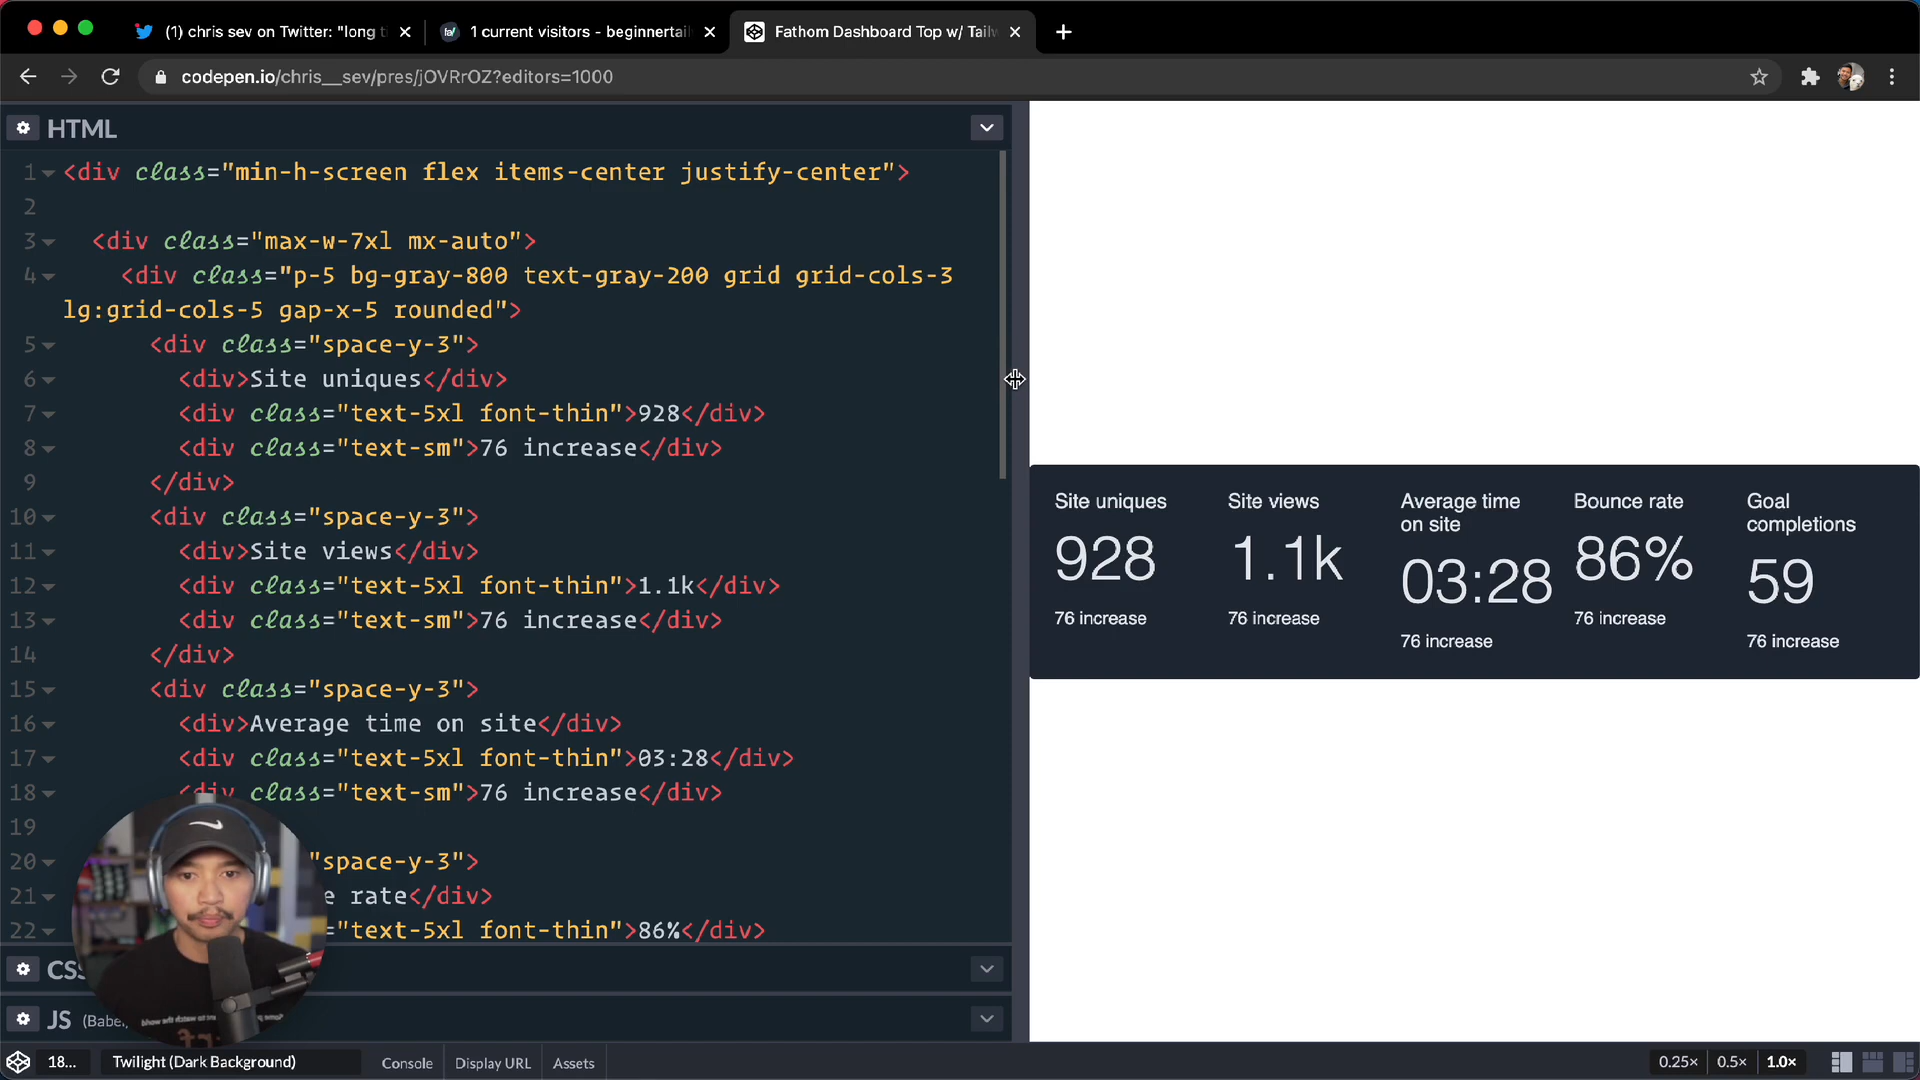 (1) chris sev on Twitter: "long t
1 current visitors - beginnertail
Fathom Dashboard Top w/ Tailw
codepen.io/chris__sev/pres/jOVRrOZ?editors=1000
HTML
1 <div class="min-h-screen flex items-center justify-center">
2
3 <div class="max-w-7xl mx-auto">
4 <div class="p-5 bg-gray-800 text-gray-200 grid grid-cols-3
lg:grid-cols-5 gap-x-5 rounded">
5 <div class="space-y-3">
6 <div>Site uniques</div>
7 <div class="text-5xl font-thin">928</div>
8 <div class="text-sm">76 increase</div>
9 </div>
10 <div class="space-y-3">
11 <div>Site views</div>
12 <div class="text-5xl font-thin">1.1k</div>
13 <div class="text-sm">76 increase</div>
14 </div>
15 <div class="space-y-3">
16 <div>Average time on site</div>
17 <div class="text-5xl font-thin">03:28</div>
18 <div class="text-sm">76 increase</div>
19
20 "space-y-3">
21 e rate</div>
22 ="text-5xl font-thin">86%</div>
CSS
JS (Babel)
18...
Twilight (Dark Background)
Console
Display URL
Assets
0.25×
0.5×
1.0×
Site uniques
928
76 increase
Site views
1.1k
76 increase
Average time
on site
03:28
76 increase
Bounce rate
86%
76 increase
Goal
completions
59
76 increase